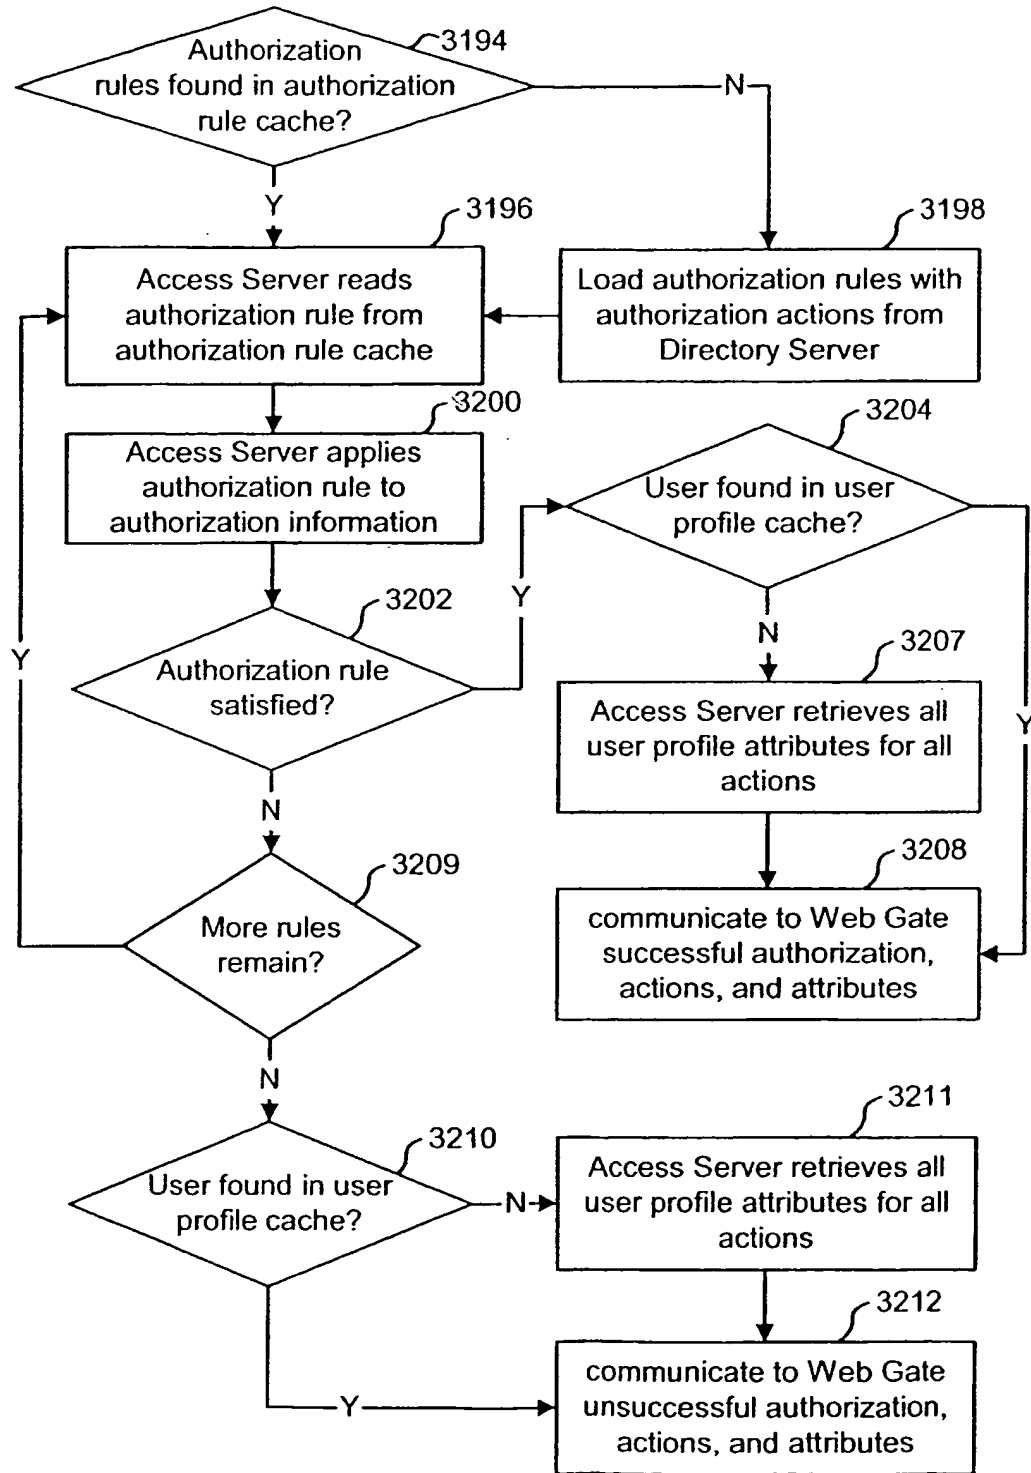 3194
Authorization
rules found in authorization
rule cache?
N
Y
3196
Access Server reads
authorization rule from
authorization rule cache
3198
Load authorization rules with
authorization actions from
Directory Server
3200
Access Server applies
authorization rule to
authorization information
3204
User found in user
profile cache?
Y
3202
Authorization rule
satisfied?
Y
N
3207
Access Server retrieves all
user profile attributes for all
actions
Y
N
3209
More rules
remain?
3208
communicate to Web Gate
successful authorization,
actions, and attributes
N
3210
User found in user
profile cache?
N
3211
Access Server retrieves all
user profile attributes for all
actions
3212
communicate to Web Gate
unsuccessful authorization,
actions, and attributes
Y